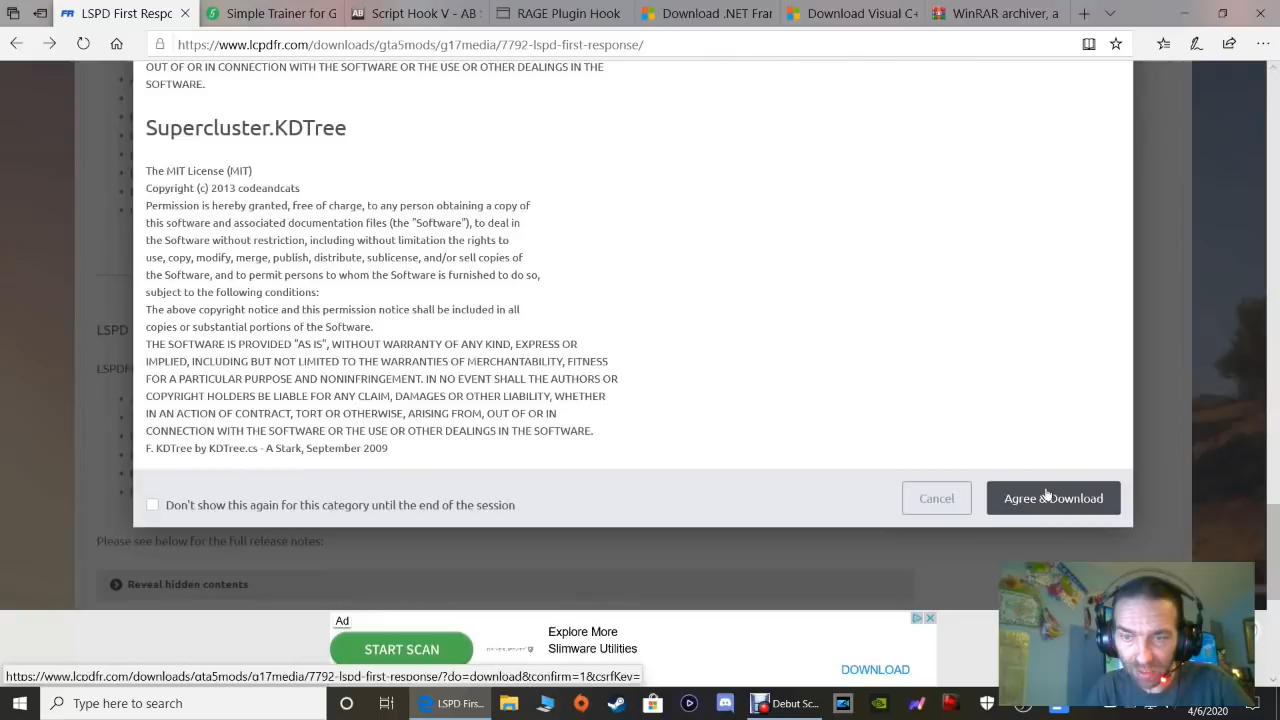 LSPD First Respo
RAGE Plugin Hook
Download .NET Fran
Download Visual Stu
WinRAR archiver, a
https://www.lcpdfr.com/downloads/gta5mods/g17media/7792-lspd-first-response/
OUT OF OR IN CONNECTION WITH THE SOFTWARE OR THE USE OR OTHER DEALINGS IN THE
SOFTWARE.
Supercluster.KDTree
The MIT License (MIT)
Copyright (c) 2013 codeandcats
Permission is hereby granted, free of charge, to any person obtaining a copy of
this software and associated documentation files (the "Software"), to deal in
the Software without restriction, including without limitation the rights to
use, copy, modify, merge, publish, distribute, sublicense, and/or sell copies of
the Software, and to permit persons to whom the Software is furnished to do so,
subject to the following conditions:
The above copyright notice and this permission notice shall be included in all
copies or substantial portions of the Software.
THE SOFTWARE IS PROVIDED "AS IS", WITHOUT WARRANTY OF ANY KIND, EXPRESS OR
IMPLIED, INCLUDING BUT NOT LIMITED TO THE WARRANTIES OF MERCHANTABILITY, FITNESS
FOR A PARTICULAR PURPOSE AND NONINFRINGEMENT. IN NO EVENT SHALL THE AUTHORS OR
COPYRIGHT HOLDERS BE LIABLE FOR ANY CLAIM, DAMAGES OR OTHER LIABILITY, WHETHER
IN AN ACTION OF CONTRACT, TORT OR OTHERWISE, ARISING FROM, OUT OF OR IN
CONNECTION WITH THE SOFTWARE OR THE USE OR OTHER DEALINGS IN THE SOFTWARE.
F. KDTree by KDTree.cs - A Stark, September 2009
LSPD
LSPDF
Don't show this again for this category until the end of the session
Cancel
Agree & Download
Please see below for the full release notes:
Reveal hidden contents
Ad
START SCAN
Explore More
Slimware Utilities
DOWNLOAD
https://www.lcpdfr.com/downloads/gta5mods/g17media/7792-lspd-first-response/?do=download&confirm=1&csrfKey=
Type here to search
LSPD Firs...
Debut Sc...
4/6/2020